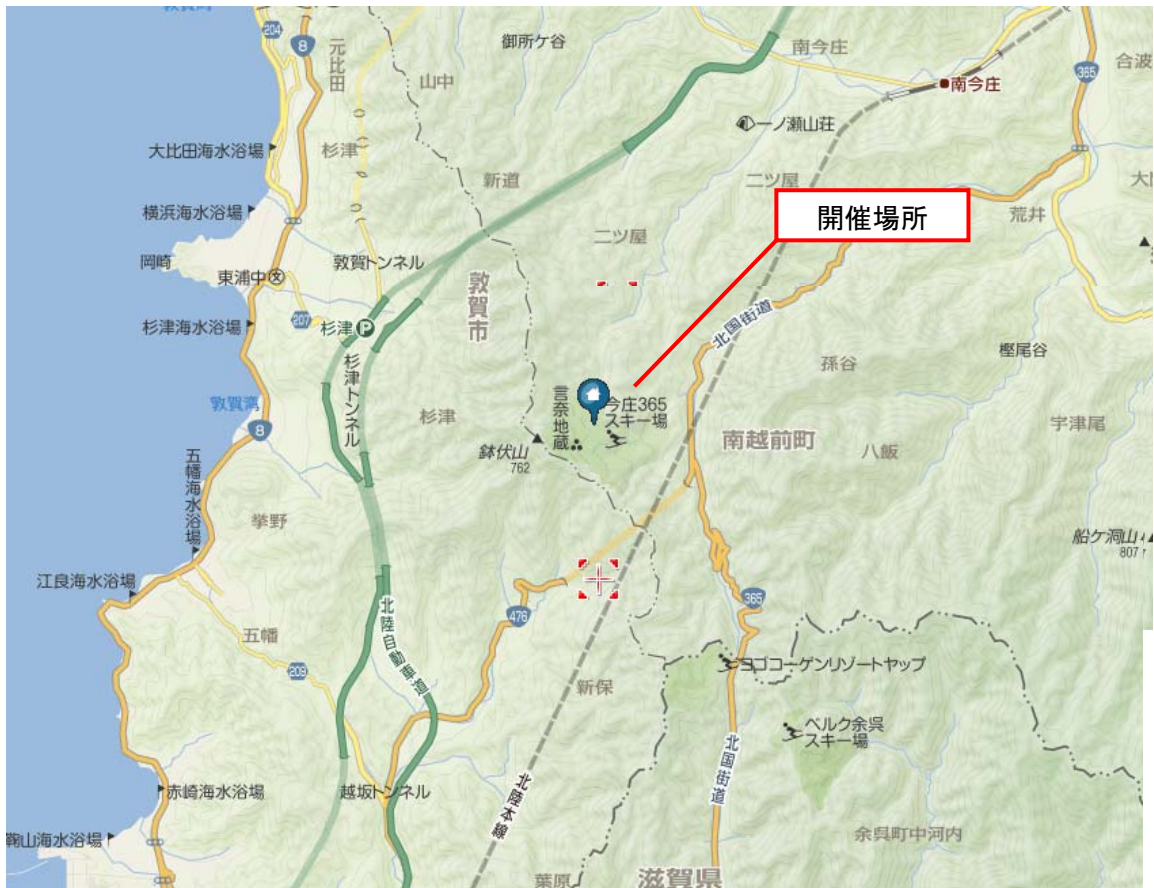 敦賀湾
204
8
元比田
御所ケ谷
南今庄
365
合波
山中
南今庄
一ノ瀬山荘
大比田海水浴場
杉津
新道
二ツ屋
横浜海水浴場
開催場所
荒井
岡崎
敦賀トンネル
二ツ屋
東浦中
敦賀市
207
杉津
P
杉津海水浴場
北国街道
樫尾谷
杉津トンネル
孫谷
敦賀湾
8
杉津
言奈地蔵
今庄365
スキー場
宇津尾
鉢伏山
762
南越前町
八飯
五幡海水浴場
挙野
船ケ洞山
807
江良海水浴場
北陸自動車道
476
365
五幡
209
新保
ヨゴコーゲンリゾートヤップ
ベルク余呉
スキー場
北国街道
赤崎海水浴場
越坂トンネル
北陸本線
鞠山海水浴場
余呉町中河内
葉原
滋賀県